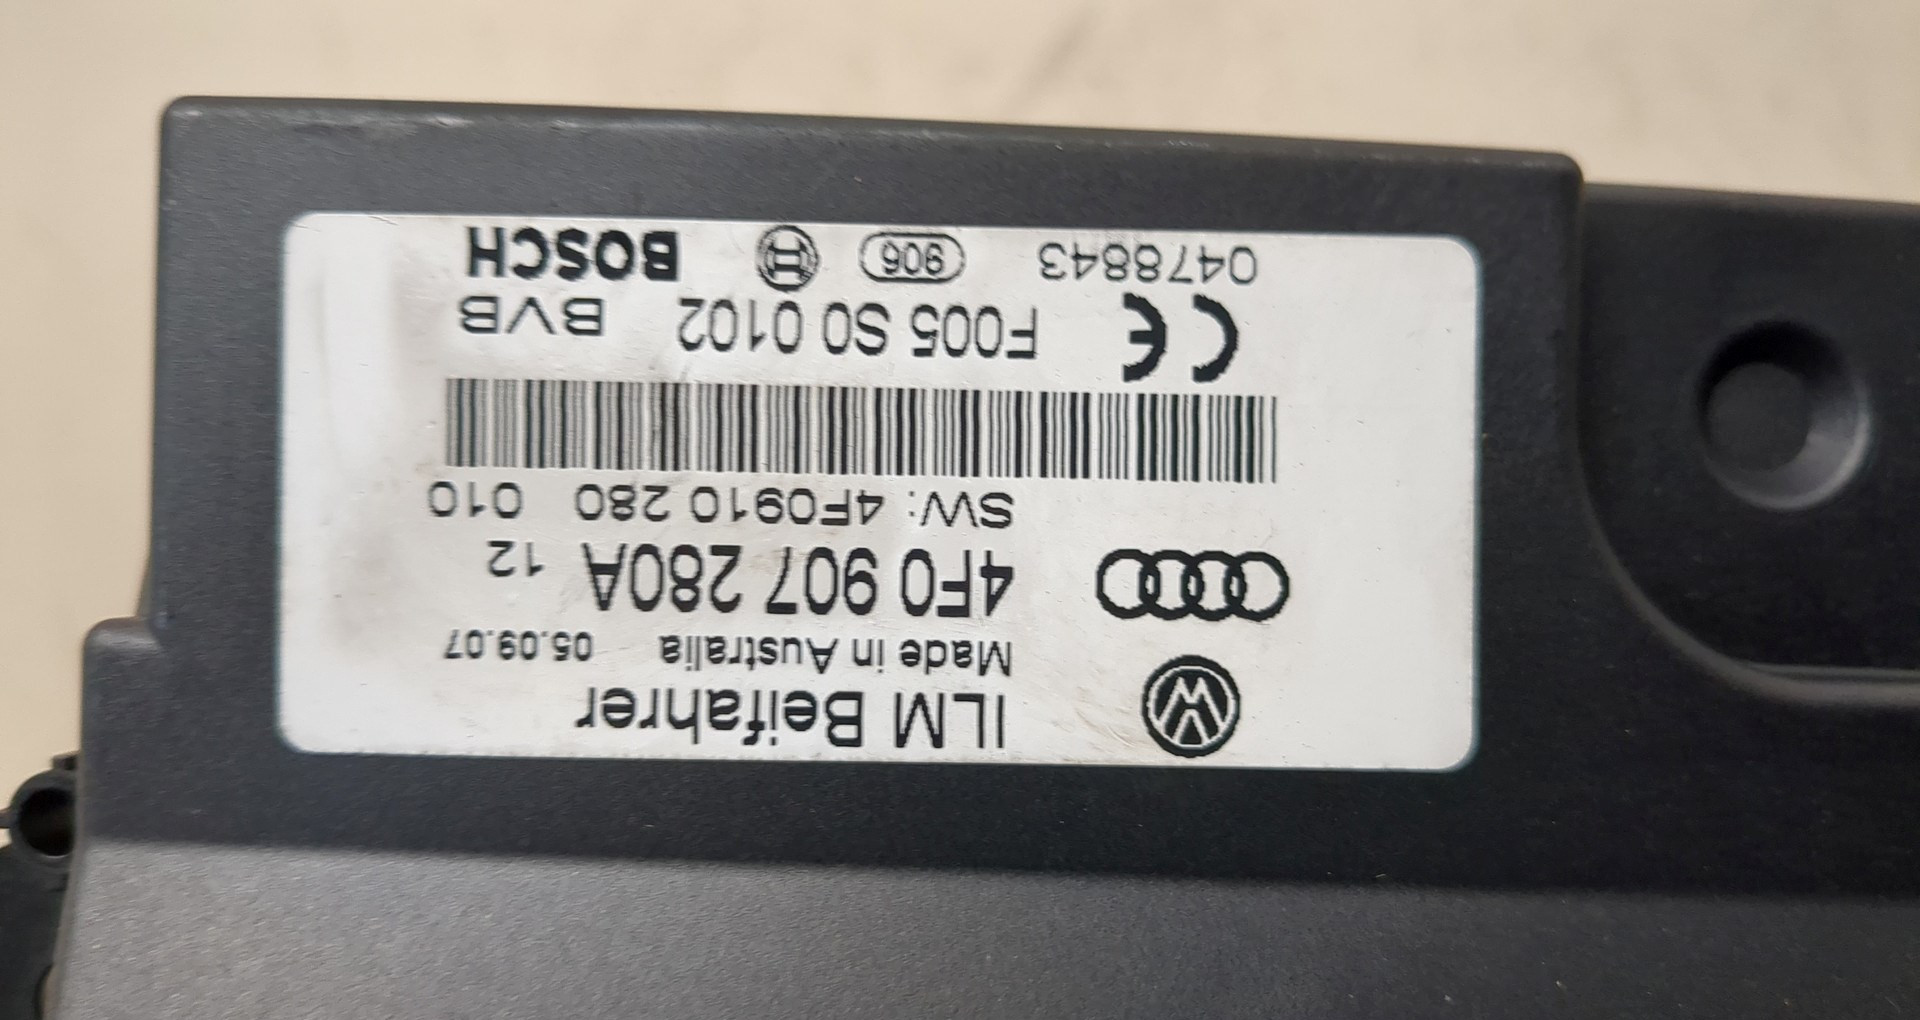 ILM Beifahrer
Made in Australia 05.09.07
4F0 907 280A 12
SW: 4F0910 280 010
CE F005 S0 0102 BVB
0478843 906 BOSCH